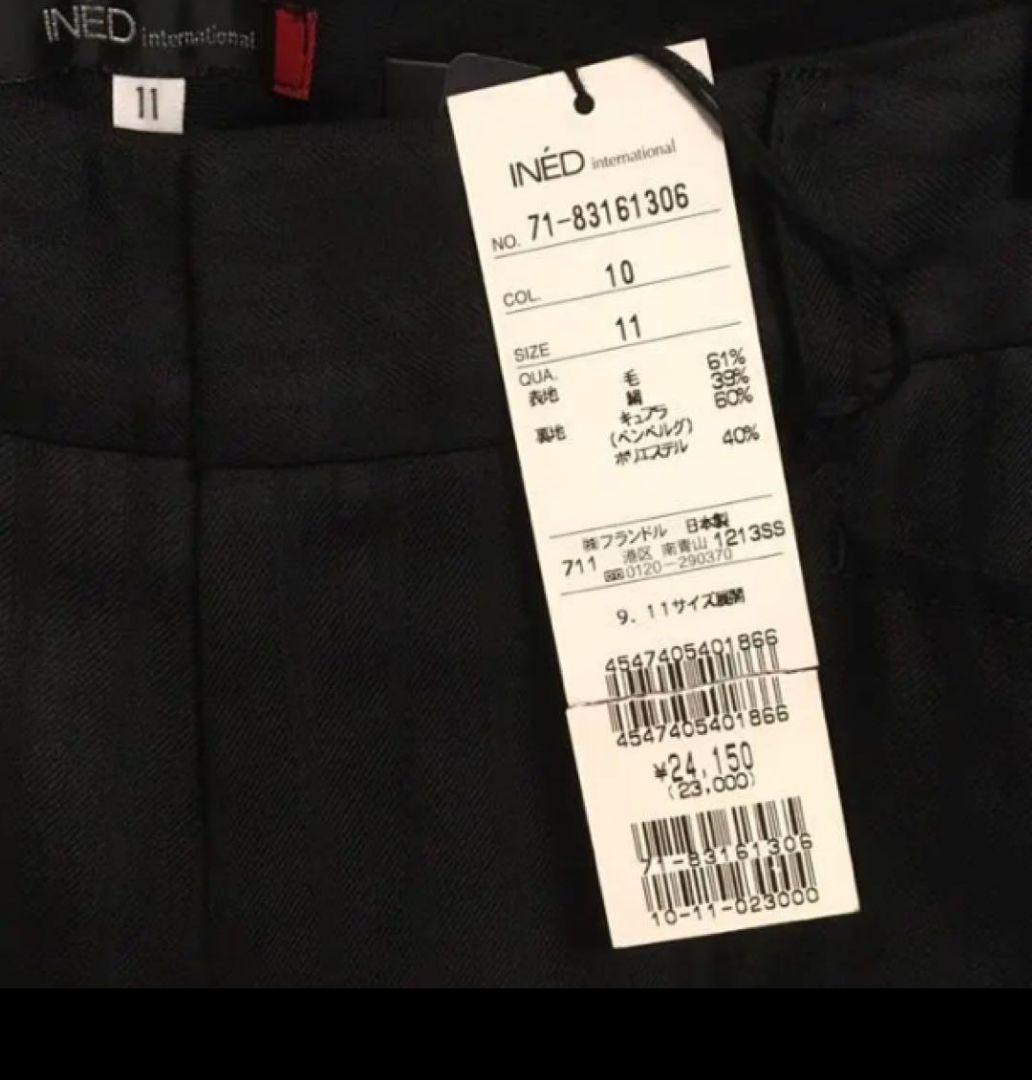 INED international
11
INÉD international
NO. 71-83161306
COL. 10
SIZE 11
QUA.
表地 毛 61%
絹 39%
裏地 キュプラ 60%
(ベンベルグ)
ポリエステル 40%
㈱フランドル 日本製
711 港区 南青山 1213SS
0120-290370
9. 11サイズ展開
4547405401866
4547405401866
¥24,150
(23,000)
71-83161306
10-11-023000